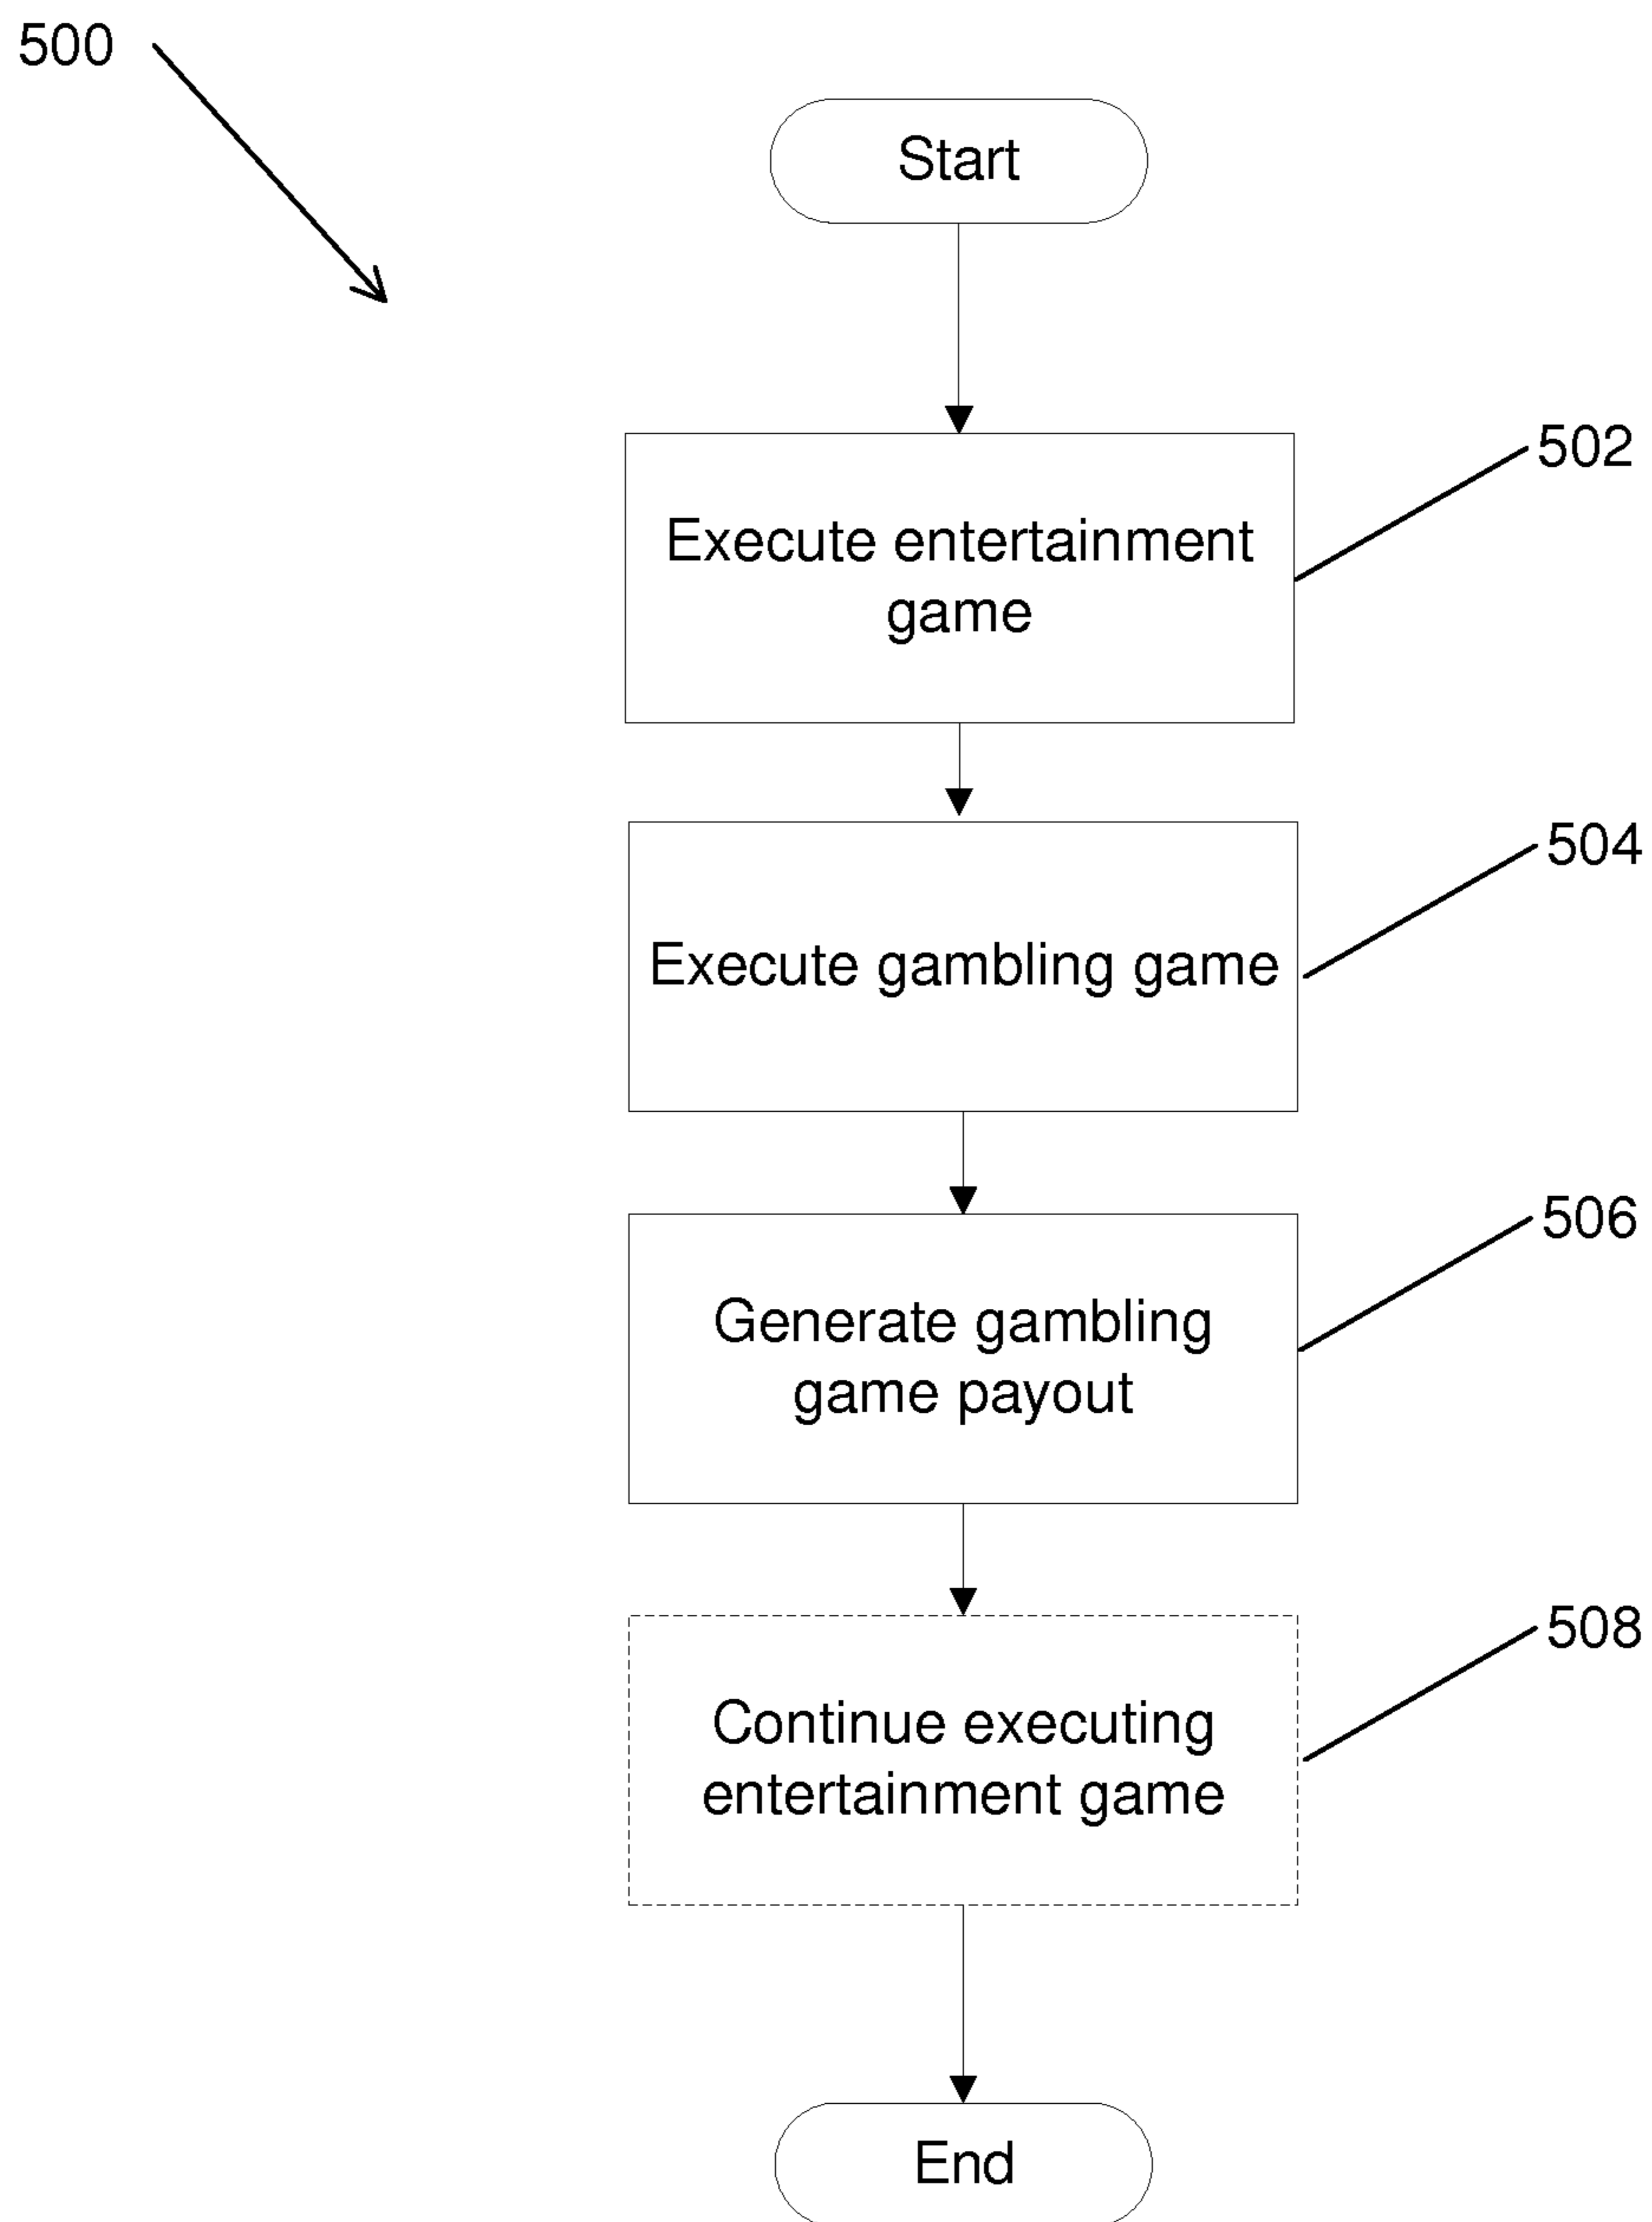 500
Start
502
Execute entertainment
game
504
Execute gambling game
506
Generate gambling
game payout
508
Continue executing
entertainment game
End